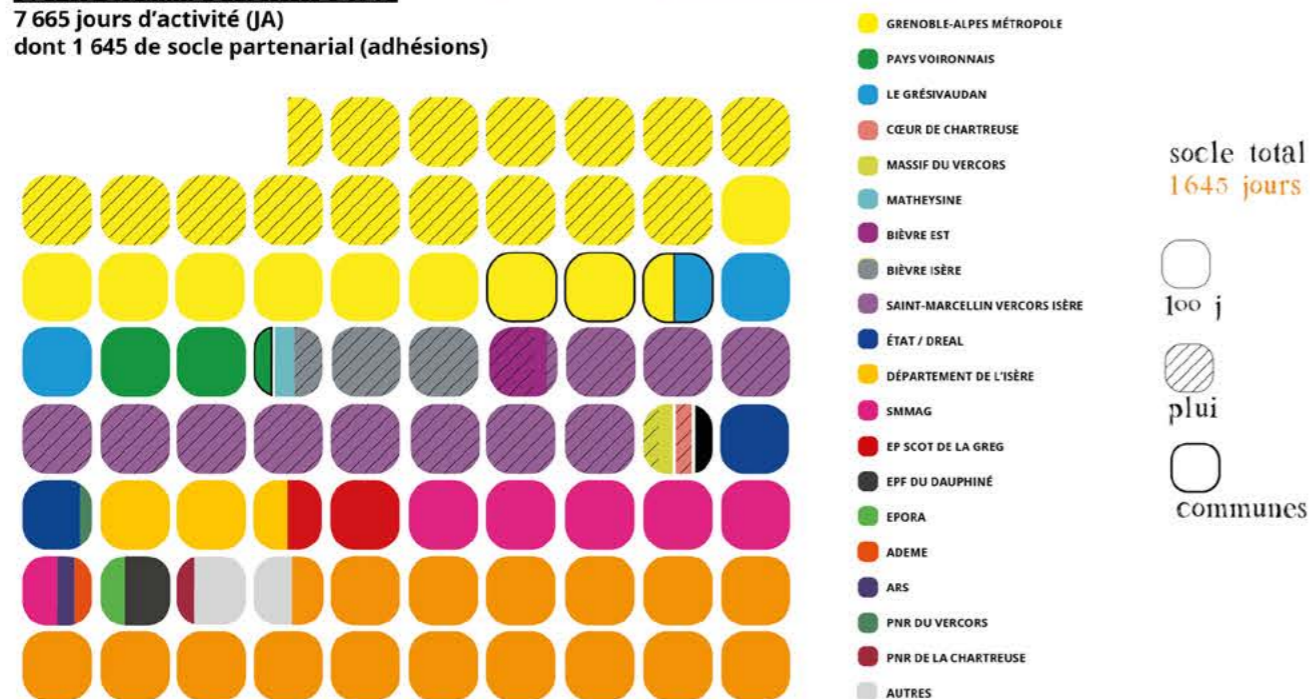 7 665 jours d'activité (JA)
dont 1 645 de socle partenarial (adhésions)
GRENOBLE-ALPES MÉTROPOLE
PAYS VOIRONNAIS
LE GRÉSIVAUDAN
CŒUR DE CHARTREUSE
MASSIF DU VERCORS
MATHEYSINE
BIÈVRE EST
BIÈVRE ISÈRE
SAINT-MARCELLIN VERCORS ISÈRE
ÉTAT / DREAL
DÉPARTEMENT DE L'ISÈRE
SMMAG
EP SCOT DE LA GREG
EPF DU DAUPHINÉ
EPORA
ADEME
ARS
PNR DU VERCORS
PNR DE LA CHARTREUSE
AUTRES
socle total
1645 jours
100 j
plui
communes